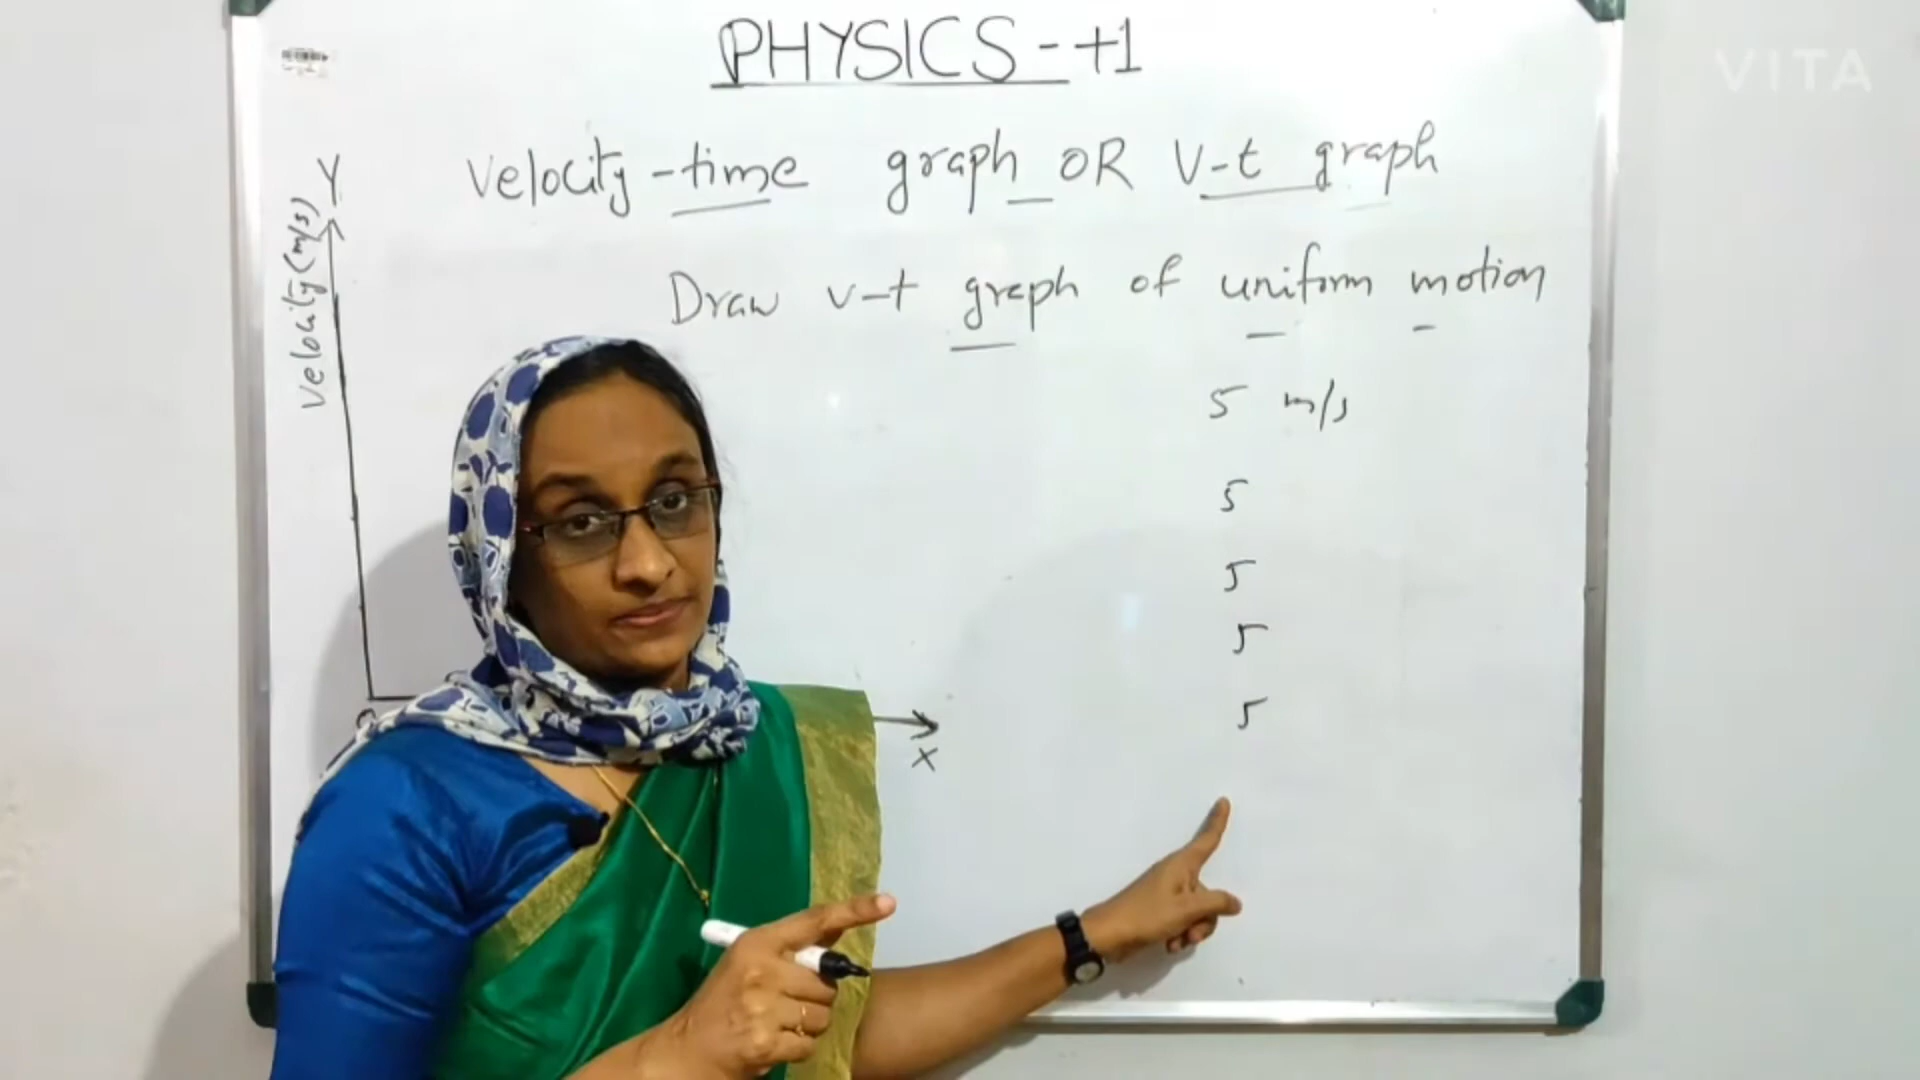 PHYSICS-+1
VITA
Velocity-time graph OR V-t graph
Y
Velocity(m/s)
Draw v-t graph of uniform motion
5 m/s
5
5
5
5
X